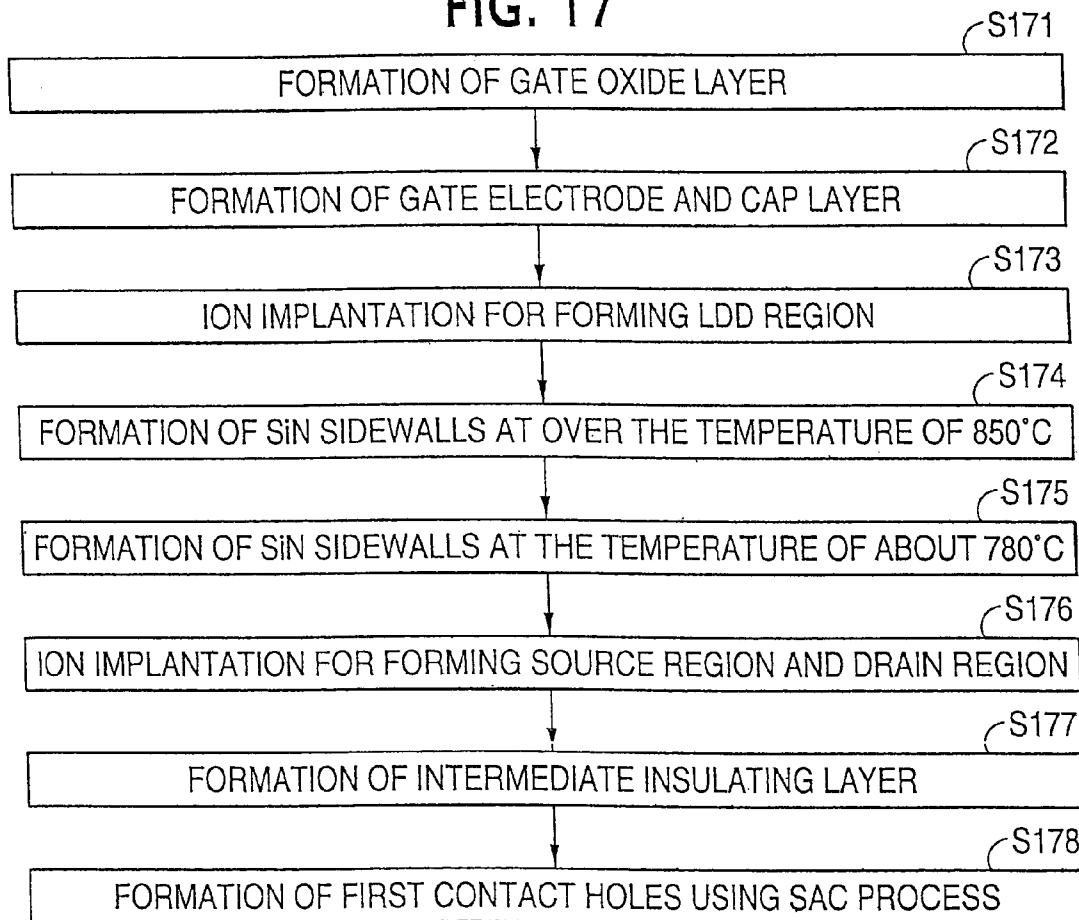 FIG. 17
S171
FORMATION OF GATE OXIDE LAYER
S172
FORMATION OF GATE ELECTRODE AND CAP LAYER
S173
ION IMPLANTATION FOR FORMING LDD REGION
S174
FORMATION OF SiN SIDEWALLS AT OVER THE TEMPERATURE OF 850°C
S175
FORMATION OF SiN SIDEWALLS AT THE TEMPERATURE OF ABOUT 780°C
S176
ION IMPLANTATION FOR FORMING SOURCE REGION AND DRAIN REGION
S177
FORMATION OF INTERMEDIATE INSULATING LAYER
S178
FORMATION OF FIRST CONTACT HOLES USING SAC PROCESS